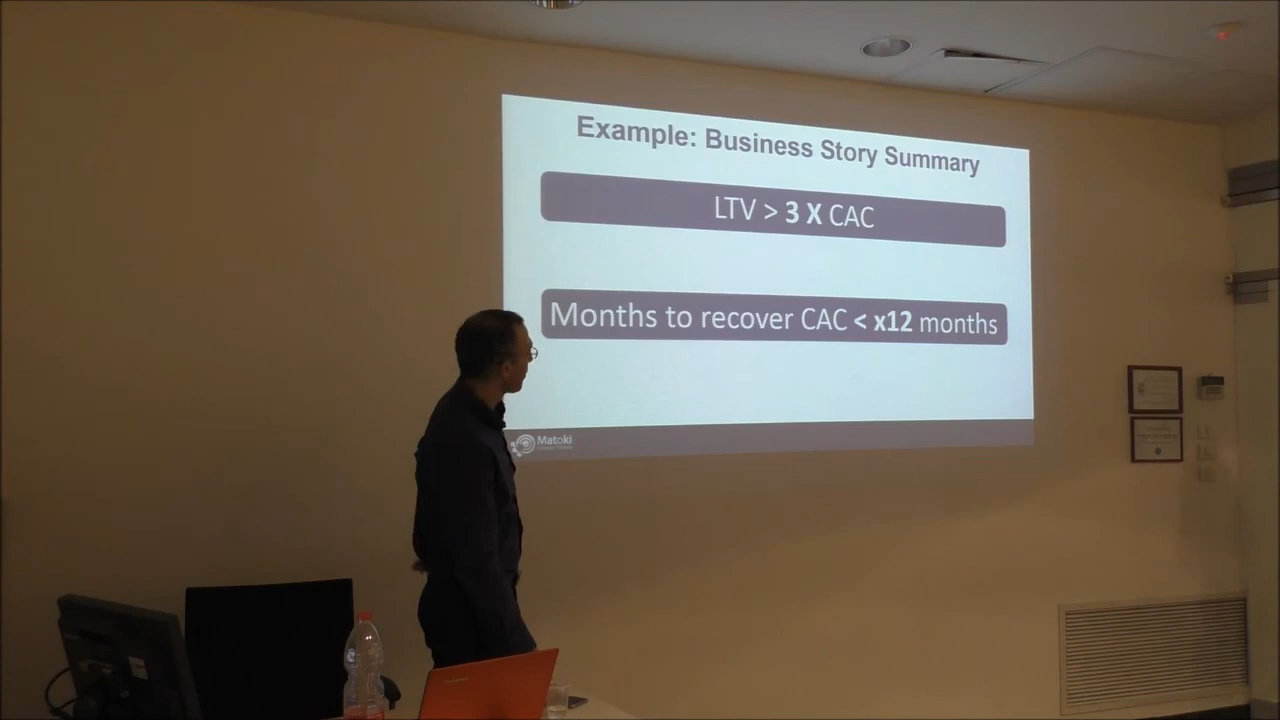 Example: Business Story Summary
LTV > 3 X CAC
Months to recover CAC < x12 months
Matoki